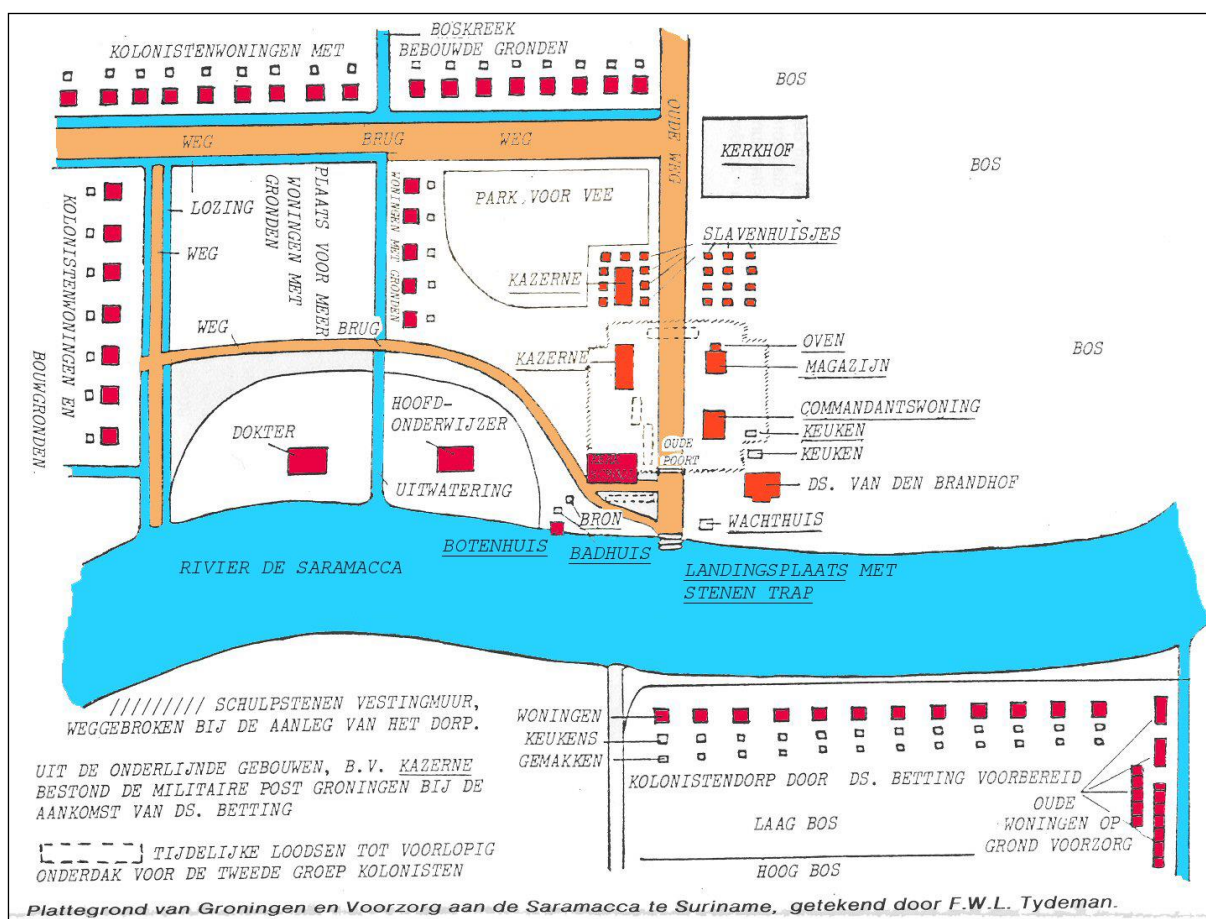 BOSKREEK
KOLONISTENWONINGEN MET
BEBOUWDE GRONDEN
BOS
OUDE WEG
WEG
BRUG
WEG
KERKHOF
BOS
PLAATS VOOR MEER
WONINGEN MET
GRONDEN
WONINGEN MET GRONDEN
PARK VOOR VEE
LOZING
WEG
KOLONISTENWONINGEN EN
BOUWGRONDEN.
SLAVENHUISJES
KAZERNE
WEG
BRUG
OVEN
KAZERNE
MAGAZIJN
BOS
HOOFD-
ONDERWIJZER
DOKTER
COMMANDANTSWONING
KEUKEN
KEUKEN
OUDE
POORT
UITWATERING
DS. VAN DEN BRANDHOF
BRON
WACHTHUIS
BOTENHUIS
BADHUIS
RIVIER DE SARAMACCA
LANDINGSPLAATS MET
STENEN TRAP
///////// SCHULPSTENEN VESTINGMUUR,
WEGGEBROKEN BIJ DE AANLEG VAN HET DORP.
UIT DE ONDERLIJNDE GEBOUWEN, B.V. KAZERNE
BESTOND DE MILITAIRE POST GRONINGEN BIJ DE
AANKOMST VAN DS. BETTING
TIJDELIJKE LOODSEN TOT VOORLOPIG
ONDERDAK VOOR DE TWEEDE GROEP KOLONISTEN
WONINGEN
KEUKENS
GEMAKKEN
KOLONISTENDORP DOOR DS. BETTING VOORBEREID
OUDE
WONINGEN OP
GROND VOORZORG
LAAG BOS
HOOG BOS
Plattegrond van Groningen en Voorzorg aan de Saramacca te Suriname, getekend door F.W.L. Tydeman.